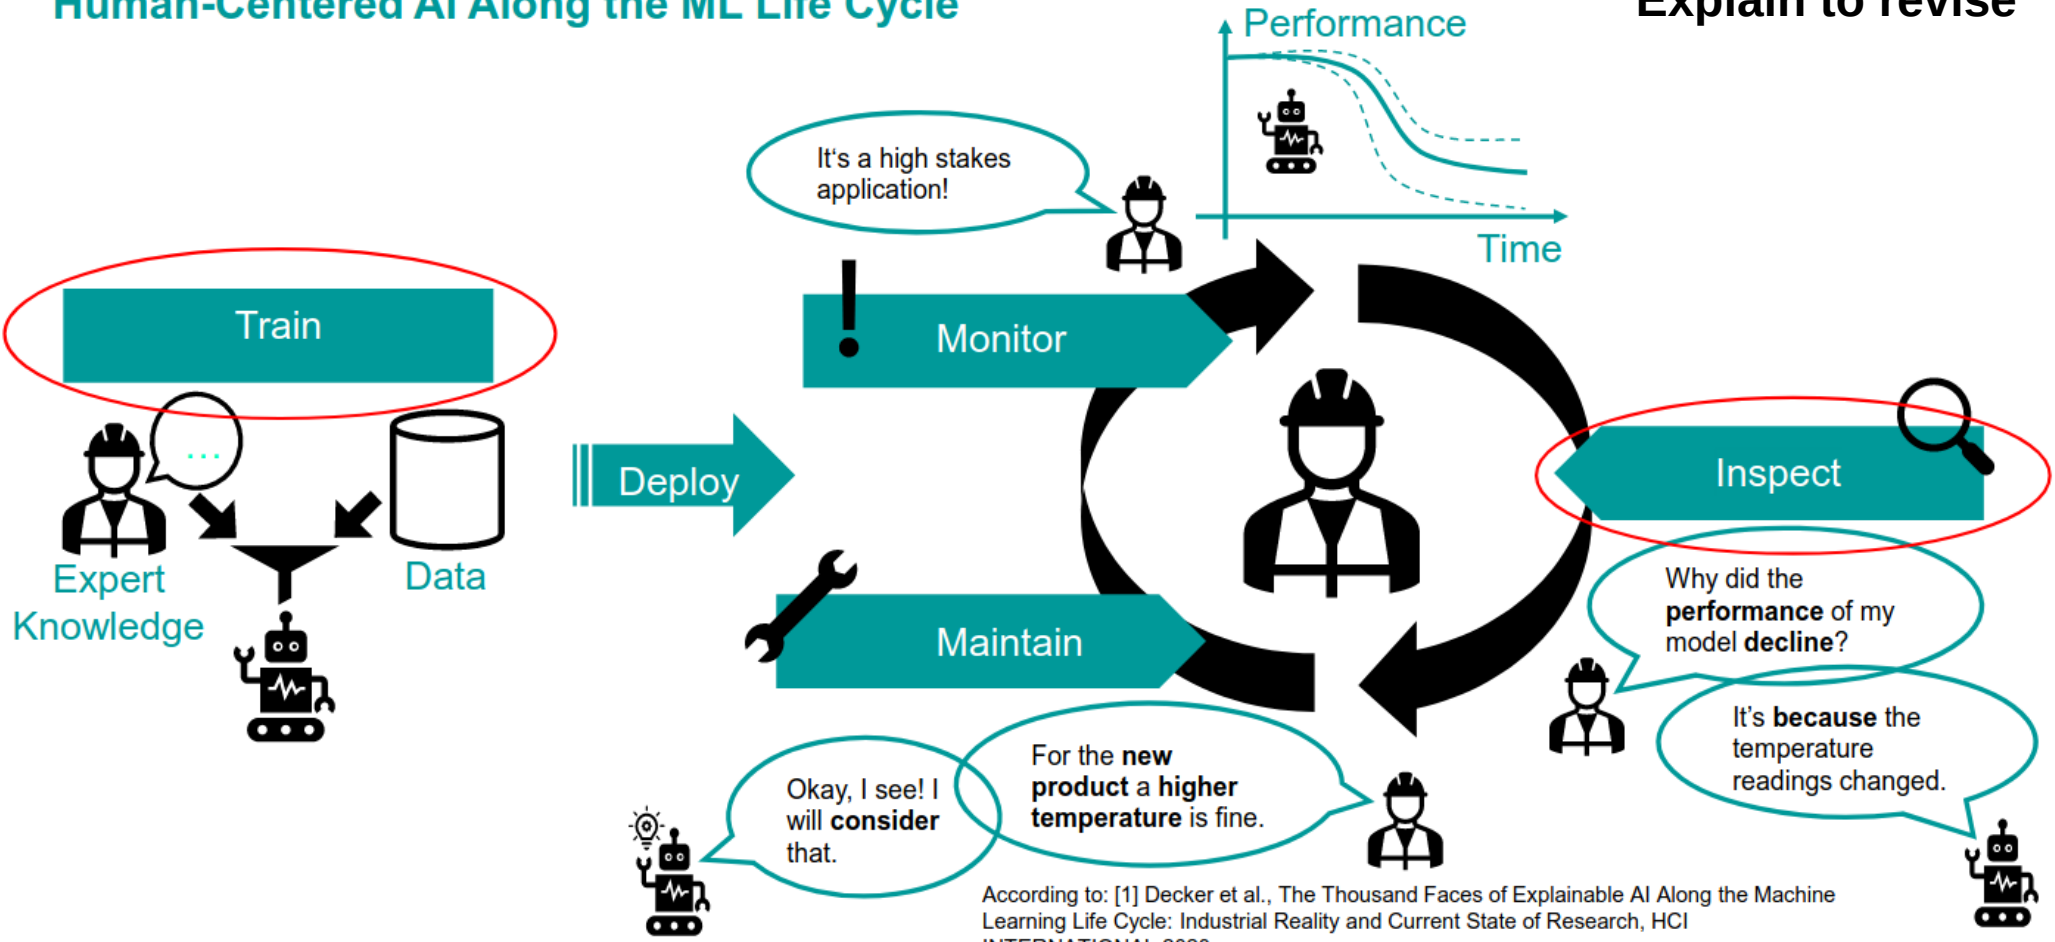 Human-Centered AI Along the ML Life Cycle
Explain to revise
Performance
Time
It's a high stakes
application!
Train
Monitor
Inspect
Deploy
Maintain
...
Expert
Knowledge
Data
Why did the
performance of my
model decline?
It's because the
temperature
readings changed.
For the new
product a higher
temperature is fine.
Okay, I see! I
will consider
that.
According to: [1] Decker et al., The Thousand Faces of Explainable AI Along the Machine
Learning Life Cycle: Industrial Reality and Current State of Research, HCI
INTERNATIONAL